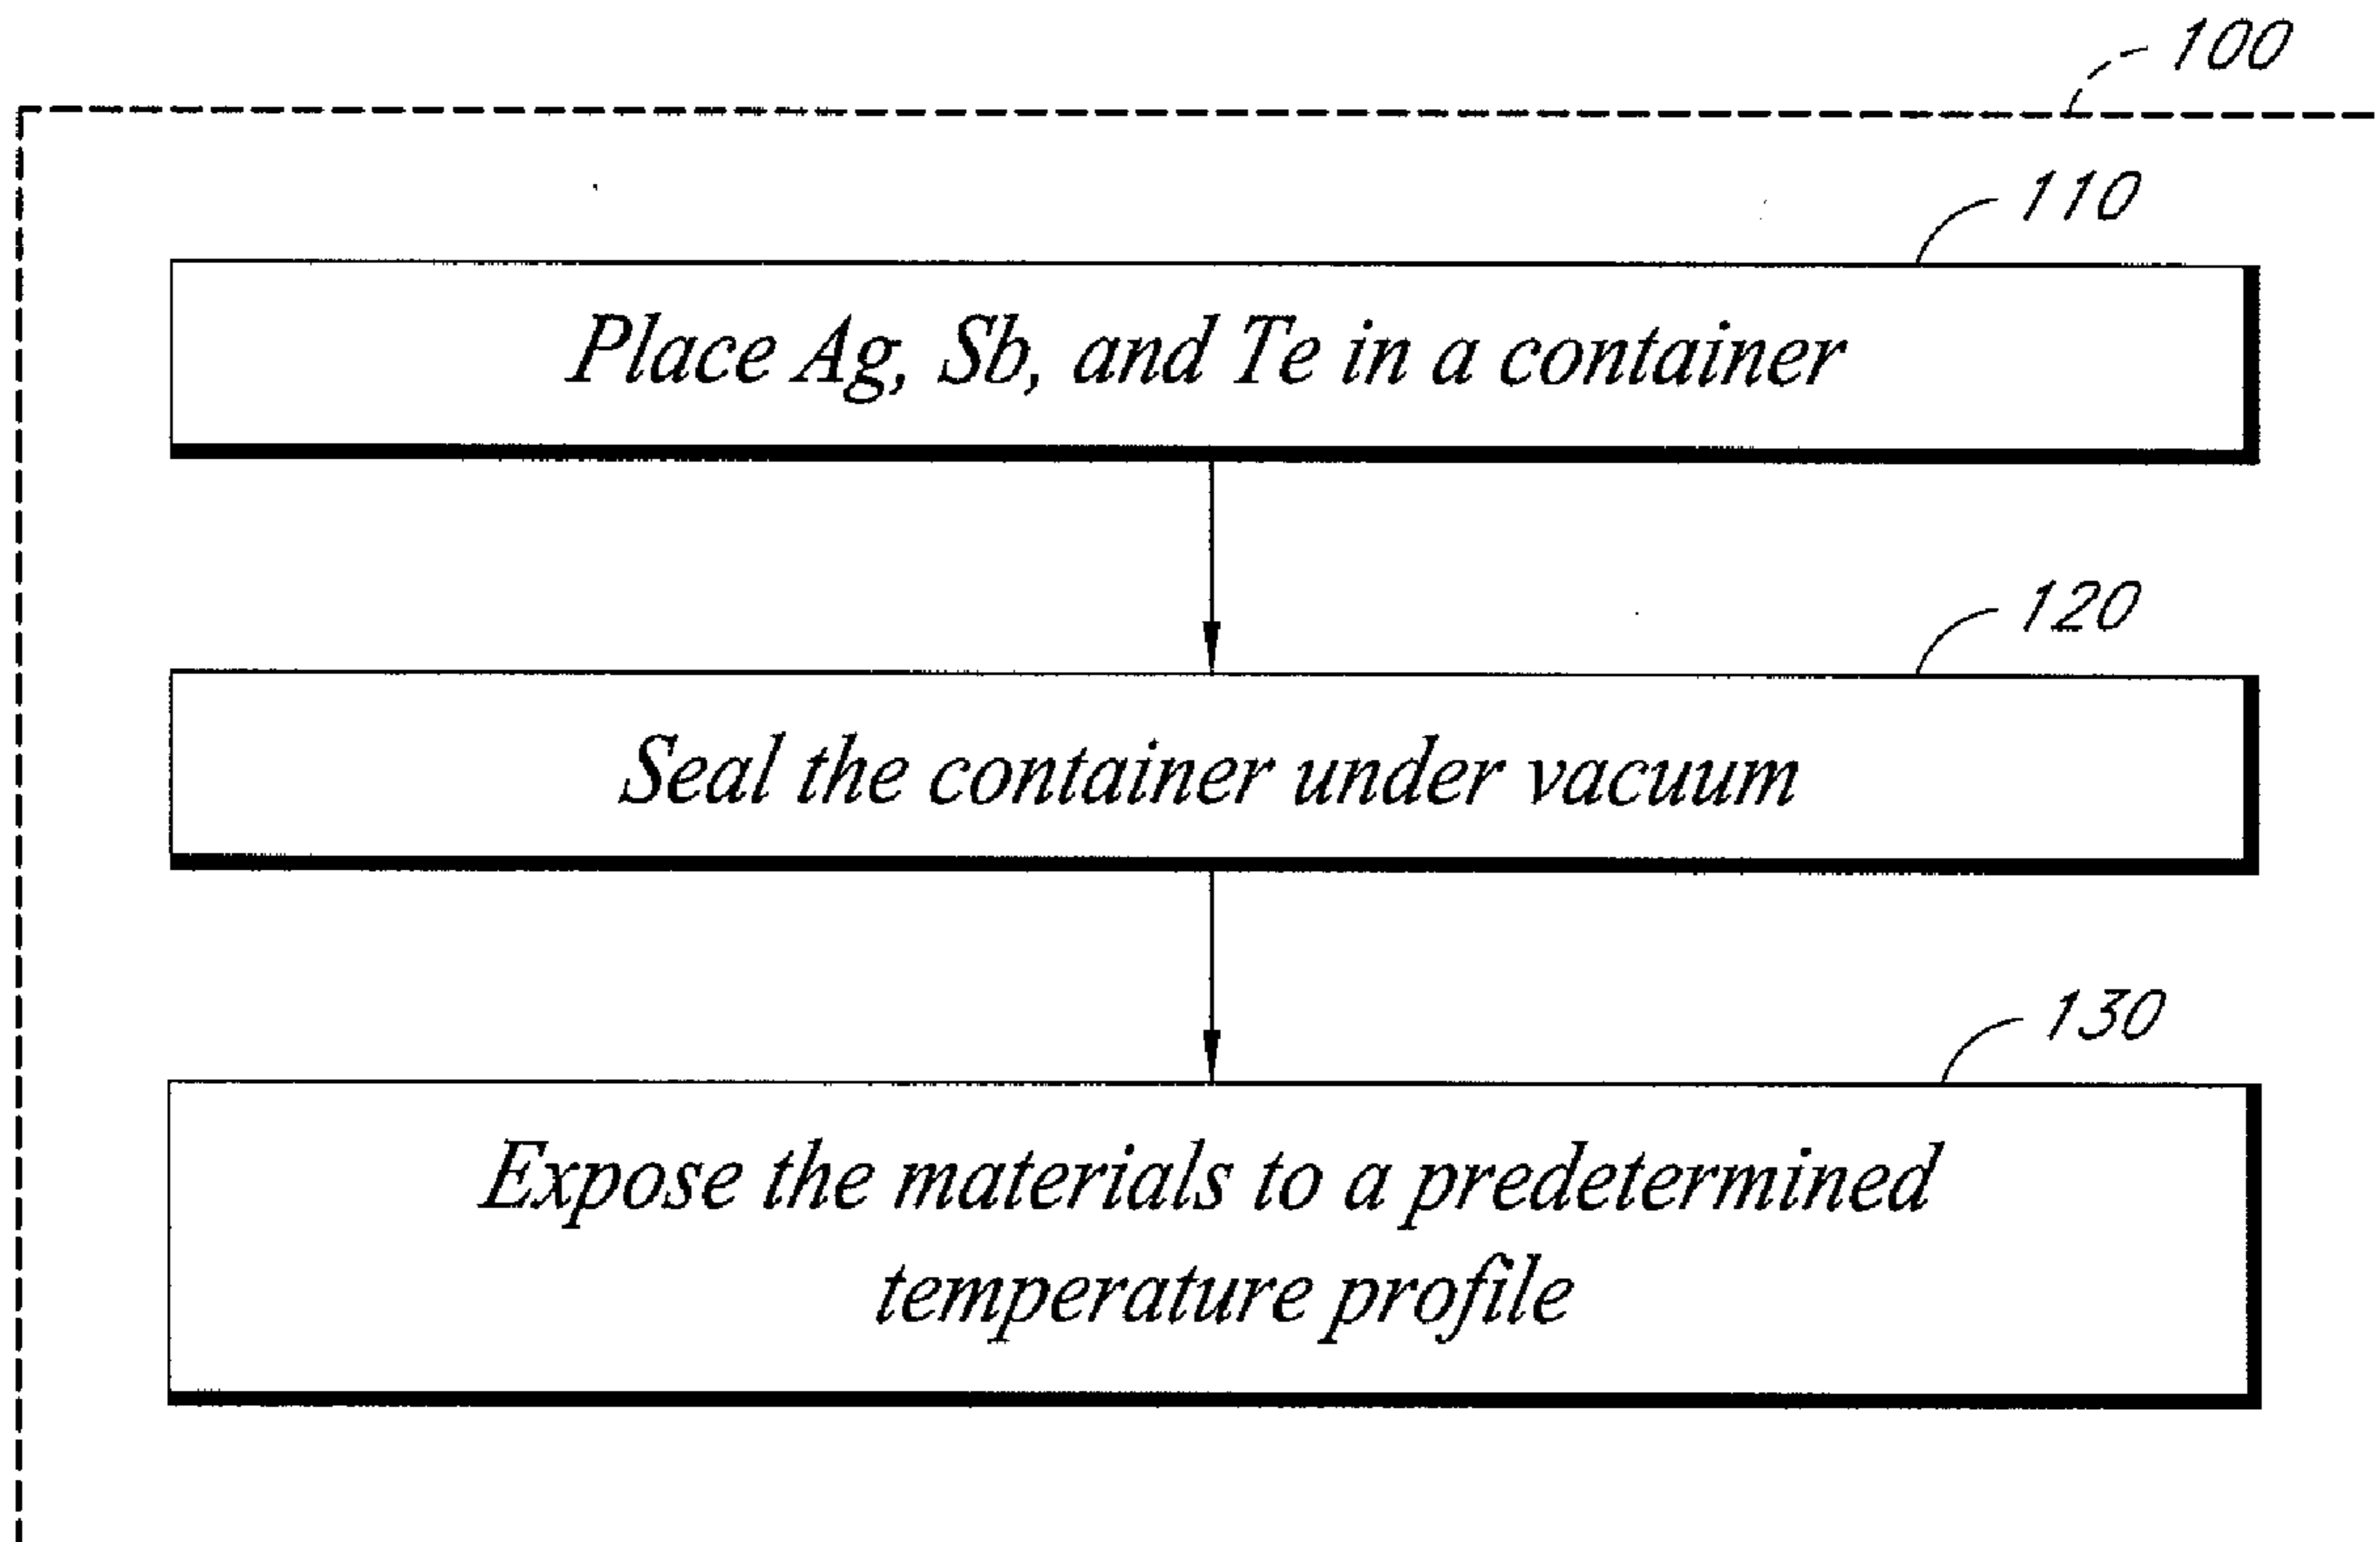 100
110
Place Ag, Sb, and Te in a container
120
Seal the container under vacuum
130
Expose the materials to a predetermined
temperature profile